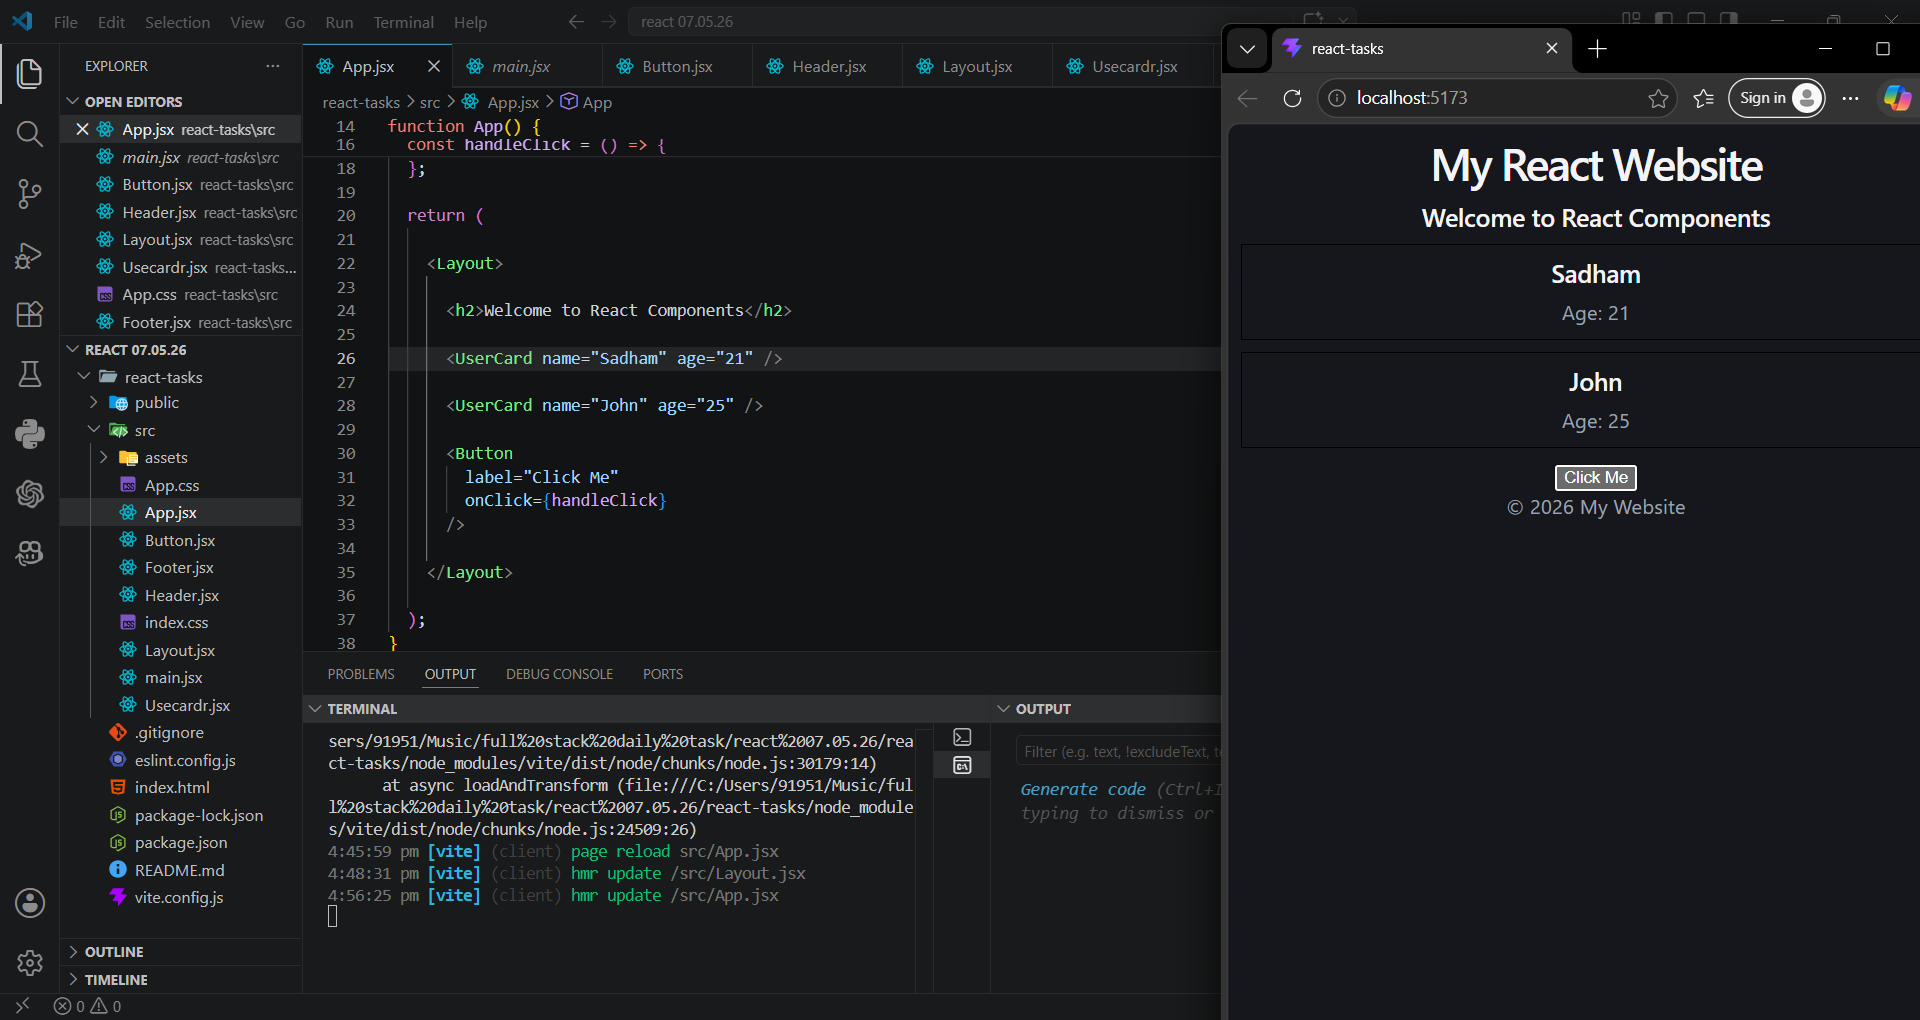 File Edit Selection View Go Run Terminal Help
react 07.05.26
EXPLORER
OPEN EDITORS
App.jsx react-tasks\src
main.jsx react-tasks\src
Button.jsx react-tasks\src
Header.jsx react-tasks\src
Layout.jsx react-tasks\src
Usecardr.jsx react-tasks...
App.css react-tasks\src
Footer.jsx react-tasks\src
REACT 07.05.26
react-tasks
public
src
assets
App.css
App.jsx
Button.jsx
Footer.jsx
Header.jsx
index.css
Layout.jsx
main.jsx
Usecardr.jsx
.gitignore
eslint.config.js
index.html
package-lock.json
package.json
README.md
vite.config.js
OUTLINE
TIMELINE
0 0
App.jsx main.jsx Button.jsx Header.jsx Layout.jsx Usecardr.jsx
react-tasks > src > App.jsx > App
14 function App() {
16 const handleClick = () => {
18 };
19
20 return (
21
22 <Layout>
23
24 <h2>Welcome to React Components</h2>
25
26 <UserCard name="Sadham" age="21" />
27
28 <UserCard name="John" age="25" />
29
30 <Button
31 label="Click Me"
32 onClick={handleClick}
33 />
34
35 </Layout>
36
37 );
38 }
PROBLEMS OUTPUT DEBUG CONSOLE PORTS
TERMINAL
sers/91951/Music/full%20stack%20daily%20task/react%2007.05.26/rea
ct-tasks/node_modules/vite/dist/node/chunks/node.js:30179:14)
at async loadAndTransform (file:///C:/Users/91951/Music/ful
l%20stack%20daily%20task/react%2007.05.26/react-tasks/node_module
s/vite/dist/node/chunks/node.js:24509:26)
4:45:59 pm [vite] (client) page reload src/App.jsx
4:48:31 pm [vite] (client) hmr update /src/Layout.jsx
4:56:25 pm [vite] (client) hmr update /src/App.jsx
OUTPUT
Filter (e.g. text, !excludeText, t
Generate code (Ctrl+I
typing to dismiss or
react-tasks
localhost:5173
Sign in
My React Website
Welcome to React Components
Sadham
Age: 21
John
Age: 25
Click Me
© 2026 My Website